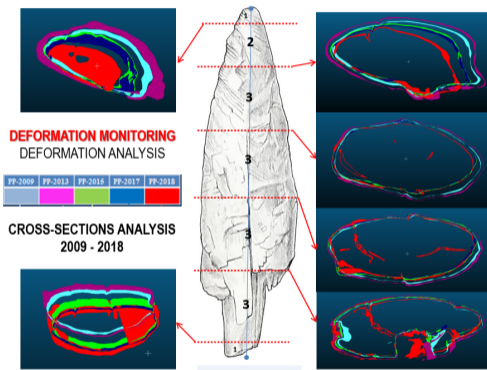 1
2
3
3
3
3
1
DEFORMATION MONITORING
DEFORMATION ANALYSIS
PP-2009 PP-2013 PP-2015 PP-2017 PP-2018
CROSS-SECTIONS ANALYSIS
2009 - 2018